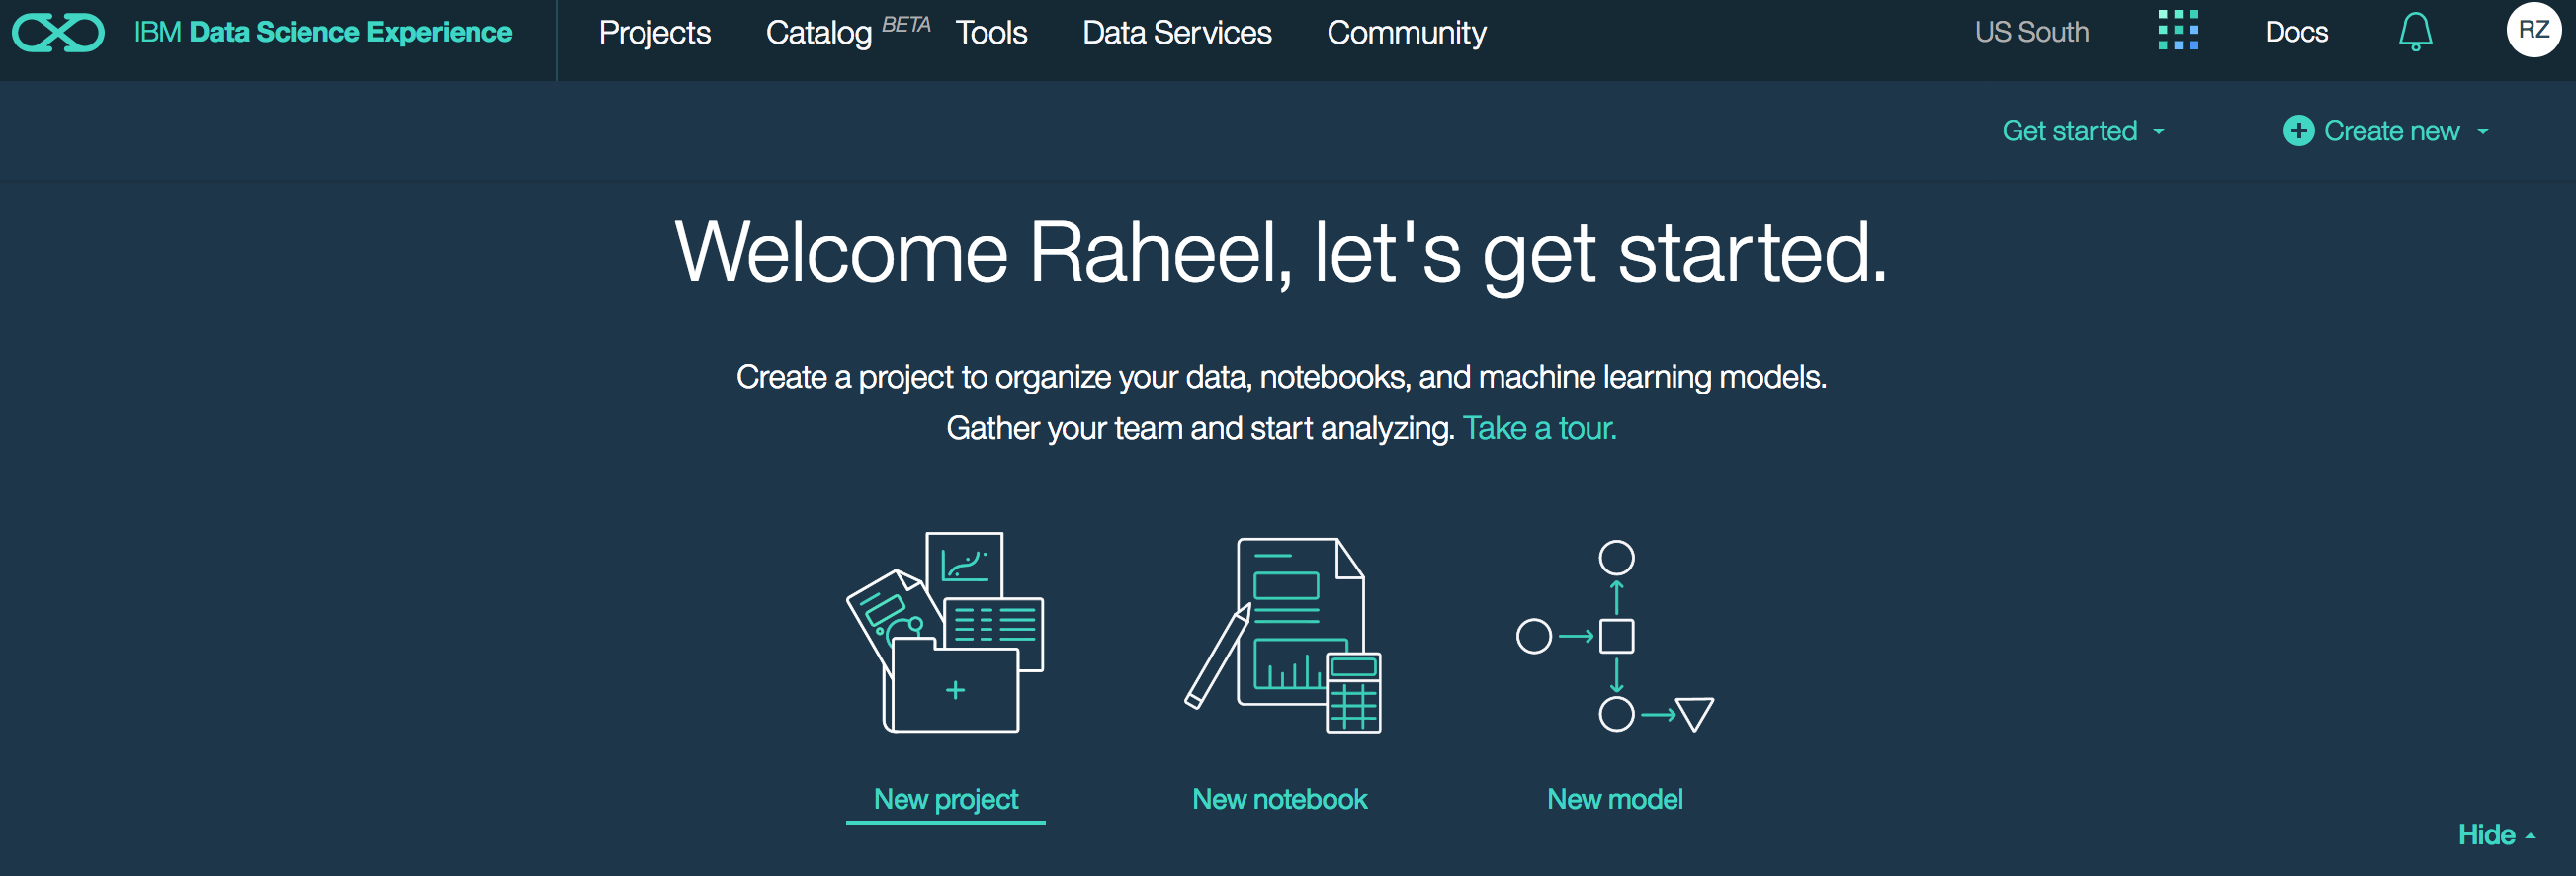 IBM Data Science Experience Projects Catalog BETA Tools Data Services Community US South Docs RZ
Get started Create new
Welcome Raheel, let's get started.
Create a project to organize your data, notebooks, and machine learning models.
Gather your team and start analyzing. Take a tour.
New project New notebook New model
Hide